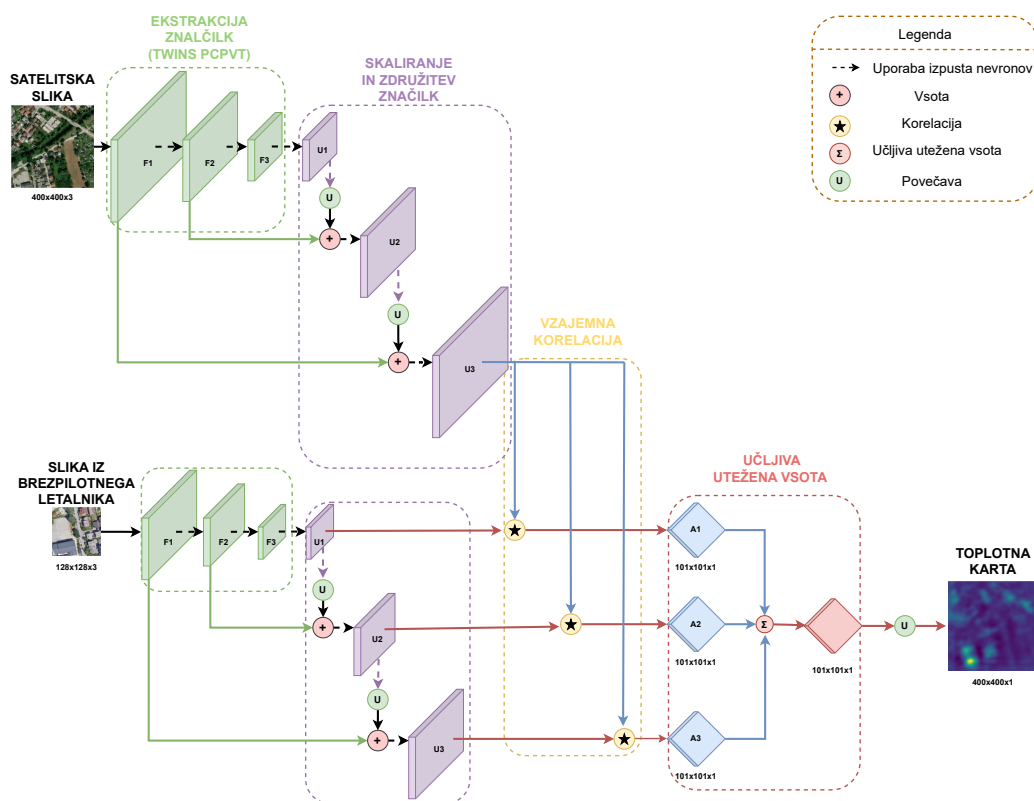 EKSTRAKCIJA
ZNALČILK
(TWINS PCPVT)
SKALIRANJE
IN ZDRUŽITEV
ZNAČILK
Legenda
Uporaba izpusta nevronov
+ Vsota
Korelacija
Σ Učljiva utežena vsota
U Povečava
SATELITSKA
SLIKA
400x400x3
F1
F2
F3
U1
U
+
U2
U
+
U3
VZAJEMNA
KORELACIJA
SLIKA IZ
BREZPILOTNEGA
LETALNIKA
128x128x3
F1
F2
F3
U1
U
+
U2
U
+
U3
UČLJIVA
UTEŽENA VSOTA
A1
101x101x1
A2
101x101x1
A3
101x101x1
Σ
101x101x1
U
TOPLOTNA
KARTA
400x400x1